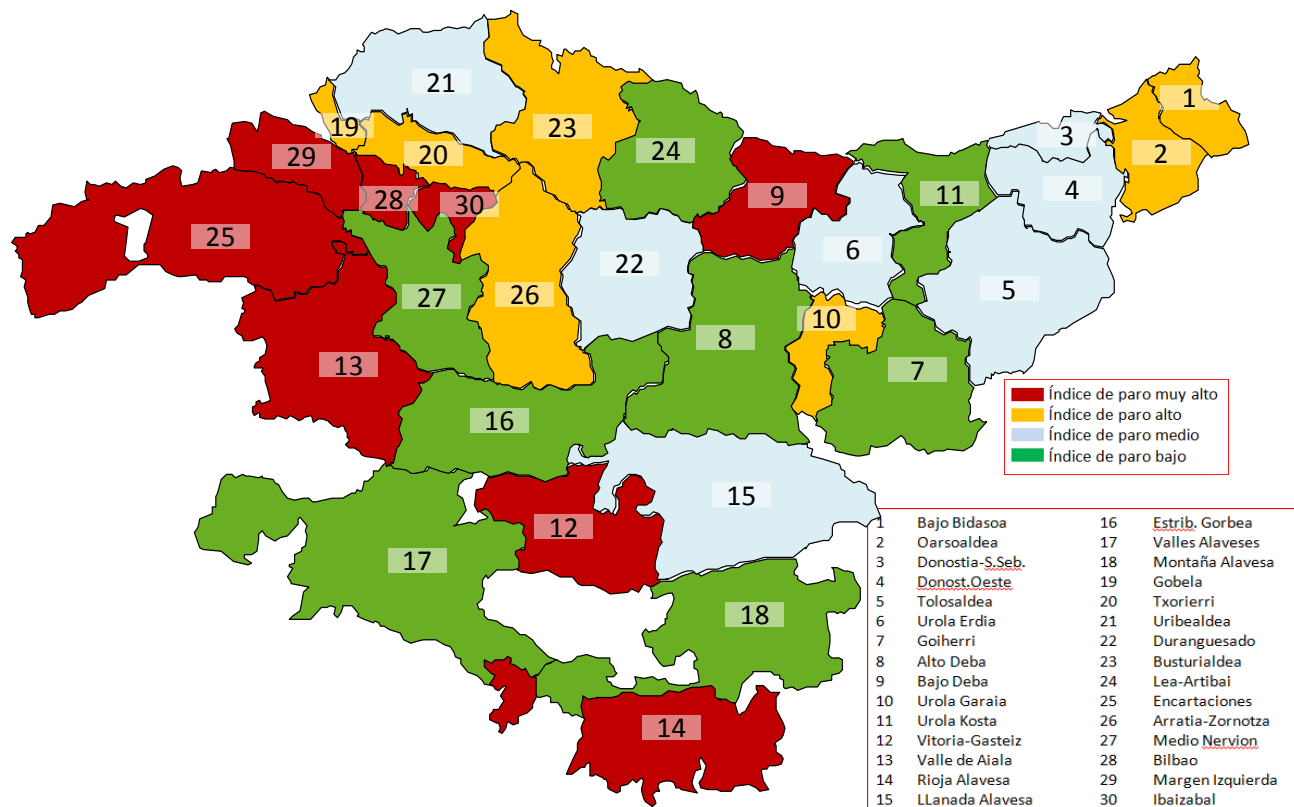 21
1
19
23
20
3
29
24
2
28
30
9
11
4
25
6
22
5
27
26
10
8
13
7
16
Índice de paro muy alto
Índice de paro alto
Índice de paro medio
Índice de paro bajo
15
12
17
18
14
1 Bajo Bidasoa 16 Estrib. Gorbea
2 Oarsoaldea 17 Valles Alaveses
3 Donostia-S.Seb. 18 Montaña Alavesa
4 Donost.Oeste 19 Gobela
5 Tolosaldea 20 Txorierri
6 Urola Erdia 21 Uribealdea
7 Goiherri 22 Duranguesado
8 Alto Deba 23 Busturialdea
9 Bajo Deba 24 Lea-Artibai
10 Urola Garaia 25 Encartaciones
11 Urola Kosta 26 Arratia-Zornotza
12 Vitoria-Gasteiz 27 Medio Nervion
13 Valle de Aiala 28 Bilbao
14 Rioja Alavesa 29 Margen Izquierda
15 LLanada Alavesa 30 Ibaizabal